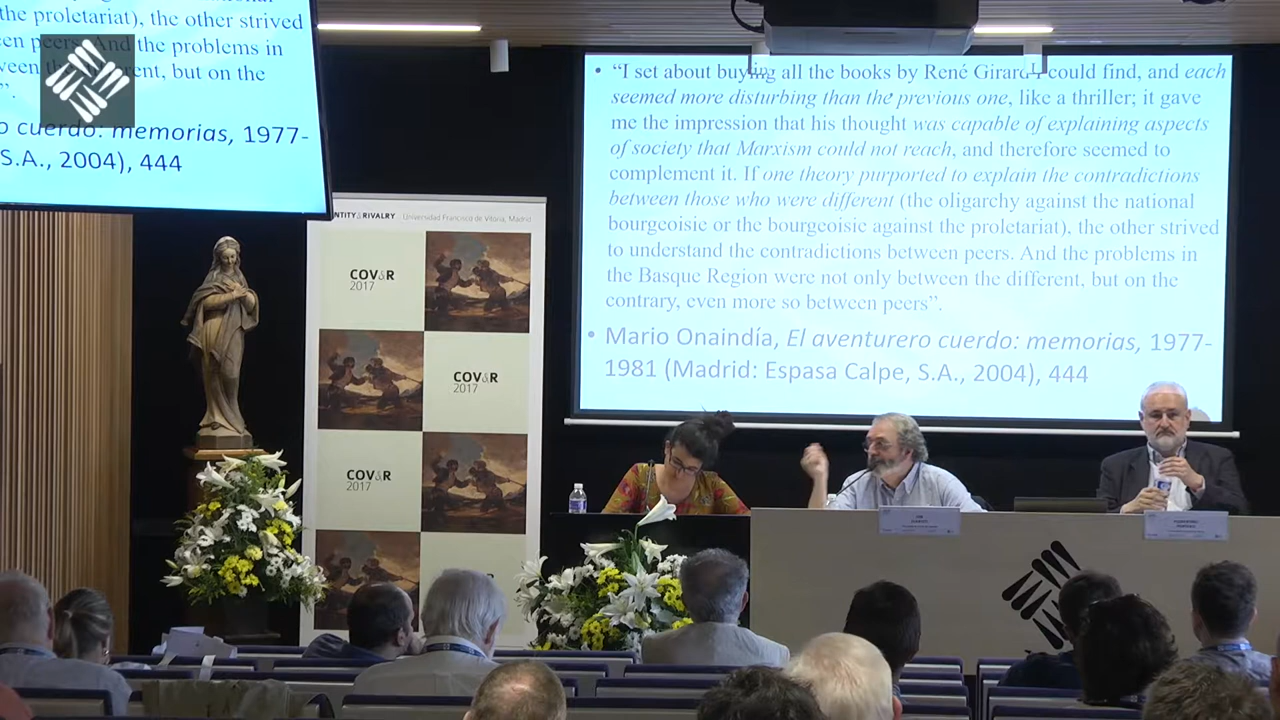 the proletariat), the other strived
en peers. And the problems in
veen the different, but on the
”.
o cuerdo: memorias, 1977-
S.A., 2004), 444
NTITY&RIVALRY Universidad Francisco de Vitoria, Madrid
COV&R
2017
COV&R
2017
COV&R
2017
• “I set about buying all the books by René Girard I could find, and each
seemed more disturbing than the previous one, like a thriller; it gave
me the impression that his thought was capable of explaining aspects
of society that Marxism could not reach, and therefore seemed to
complement it. If one theory purported to explain the contradictions
between those who were different (the oligarchy against the national
bourgeoisie or the bourgeoisie against the proletariat), the other strived
to understand the contradictions between peers. And the problems in
the Basque Region were not only between the different, but on the
contrary, even more so between peers”.
• Mario Onaindía, El aventurero cuerdo: memorias, 1977-
1981 (Madrid: Espasa Calpe, S.A., 2004), 444